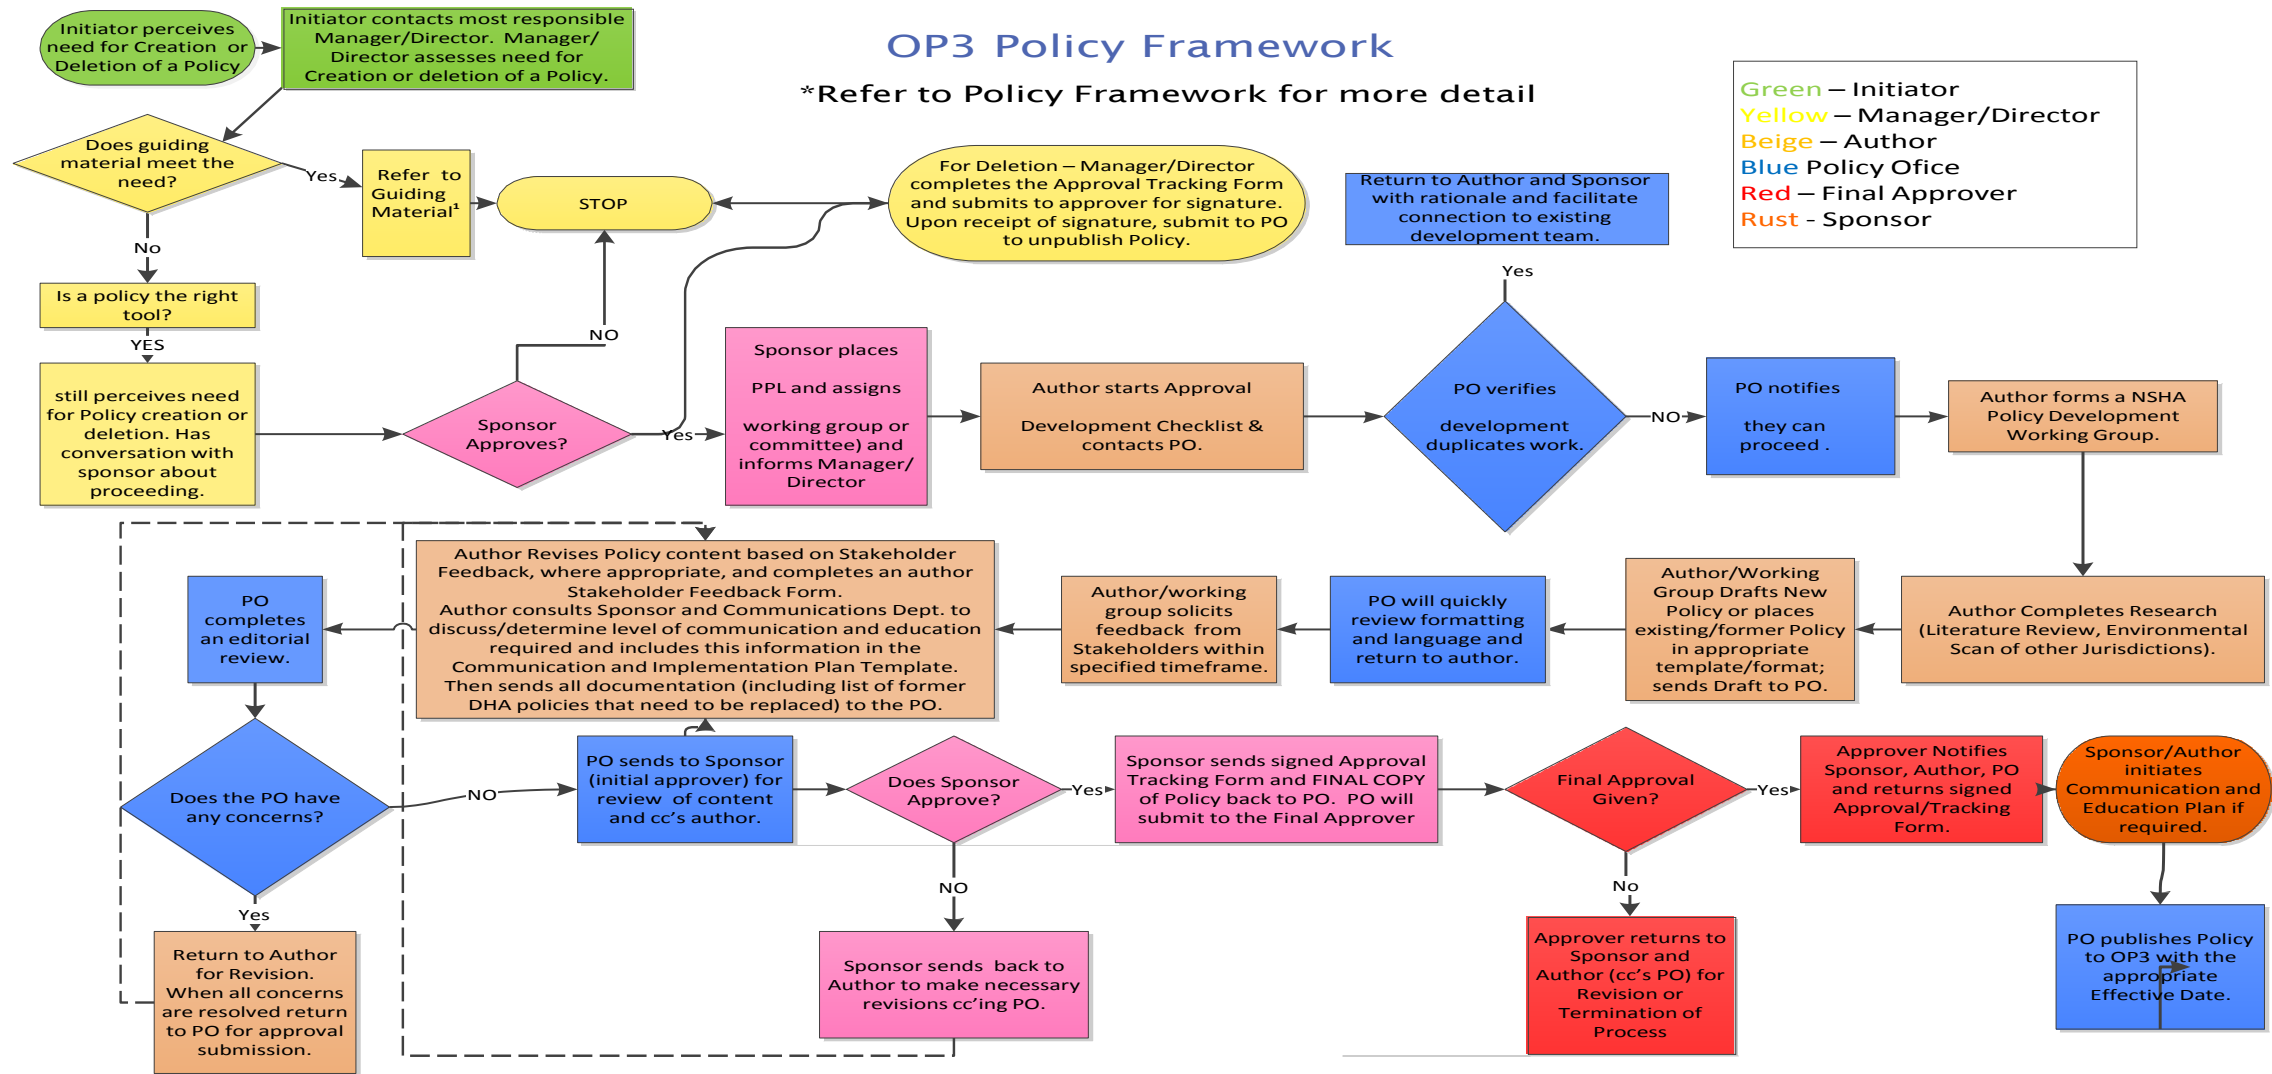 Initiator perceives
need for Creation or
Deletion of a Policy
Initiator contacts most responsible
Manager/Director. Manager/
Director assesses need for
Creation or deletion of a Policy.
OP3 Policy Framework
*Refer to Policy Framework for more detail
Green – Initiator
Yellow – Manager/Director
Beige – Author
Blue Policy Ofice
Red – Final Approver
Rust - Sponsor
Does guiding
material meet the
need?
Yes
Refer to
Guiding
Material¹
STOP
For Deletion – Manager/Director
completes the Approval Tracking Form
and submits to approver for signature.
Upon receipt of signature, submit to PO
to unpublish Policy.
Return to Author and Sponsor
with rationale and facilitate
connection to existing
development team.
No
Yes
Is a policy the right
tool?
YES
NO
still perceives need
for Policy creation or
deletion. Has
conversation with
sponsor about
proceeding.
Sponsor
Approves?
Yes
Sponsor places
PPL and assigns
working group or
committee) and
informs Manager/
Director
Author starts Approval
Development Checklist &
contacts PO.
PO verifies
development
duplicates work.
NO
PO notifies
they can
proceed .
Author forms a NSHA
Policy Development
Working Group.
PO
completes
an editorial
review.
Author Revises Policy content based on Stakeholder
Feedback, where appropriate, and completes an author
Stakeholder Feedback Form.
Author consults Sponsor and Communications Dept. to
discuss/determine level of communication and education
required and includes this information in the
Communication and Implementation Plan Template.
Then sends all documentation (including list of former
DHA policies that need to be replaced) to the PO.
Author/working
group solicits
feedback from
Stakeholders within
specified timeframe.
PO will quickly
review formatting
and language and
return to author.
Author/Working
Group Drafts New
Policy or places
existing/former Policy
in appropriate
template/format;
sends Draft to PO.
Author Completes Research
(Literature Review, Environmental
Scan of other Jurisdictions).
Does the PO have
any concerns?
NO
PO sends to Sponsor
(initial approver) for
review of content
and cc's author.
Does Sponsor
Approve?
Yes
Sponsor sends signed Approval
Tracking Form and FINAL COPY
of Policy back to PO. PO will
submit to the Final Approver
Final Approval
Given?
Yes
Approver Notifies
Sponsor, Author, PO
and returns signed
Approval/Tracking
Form.
Sponsor/Author
initiates
Communication and
Education Plan if
required.
Yes
NO
No
Return to Author
for Revision.
When all concerns
are resolved return
to PO for approval
submission.
Sponsor sends back to
Author to make necessary
revisions cc'ing PO.
Approver returns to
Sponsor and
Author (cc's PO) for
Revision or
Termination of
Process
PO publishes Policy
to OP3 with the
appropriate
Effective Date.